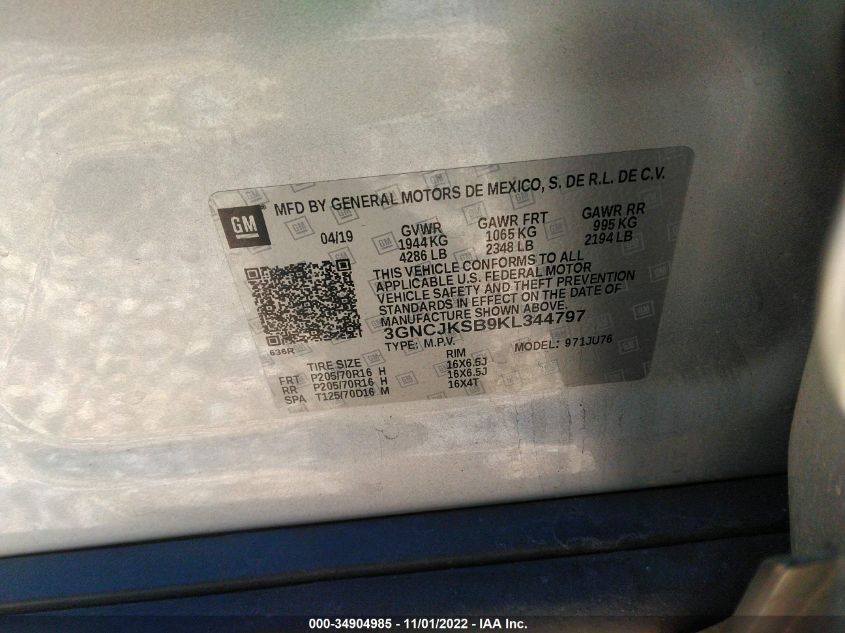 GM
MFD BY GENERAL MOTORS DE MEXICO, S. DE R.L. DE C.V.
04/19 GVWR GAWR FRT GAWR RR
1944 KG 1065 KG 995 KG
4286 LB 2348 LB 2194 LB
THIS VEHICLE CONFORMS TO ALL
APPLICABLE U.S. FEDERAL MOTOR
VEHICLE SAFETY AND THEFT PREVENTION
STANDARDS IN EFFECT ON THE DATE OF
MANUFACTURE SHOWN ABOVE.
3GNCJKSB9KL344797
TYPE: M.P.V. MODEL: 971JU76
636R
TIRE SIZE RIM
FRT P205/70R16 H 16X6.5J
RR P205/70R16 H 16X6.5J
SPA T125/70D16 M 16X4T
000-34904985 - 11/01/2022 - IAA Inc.